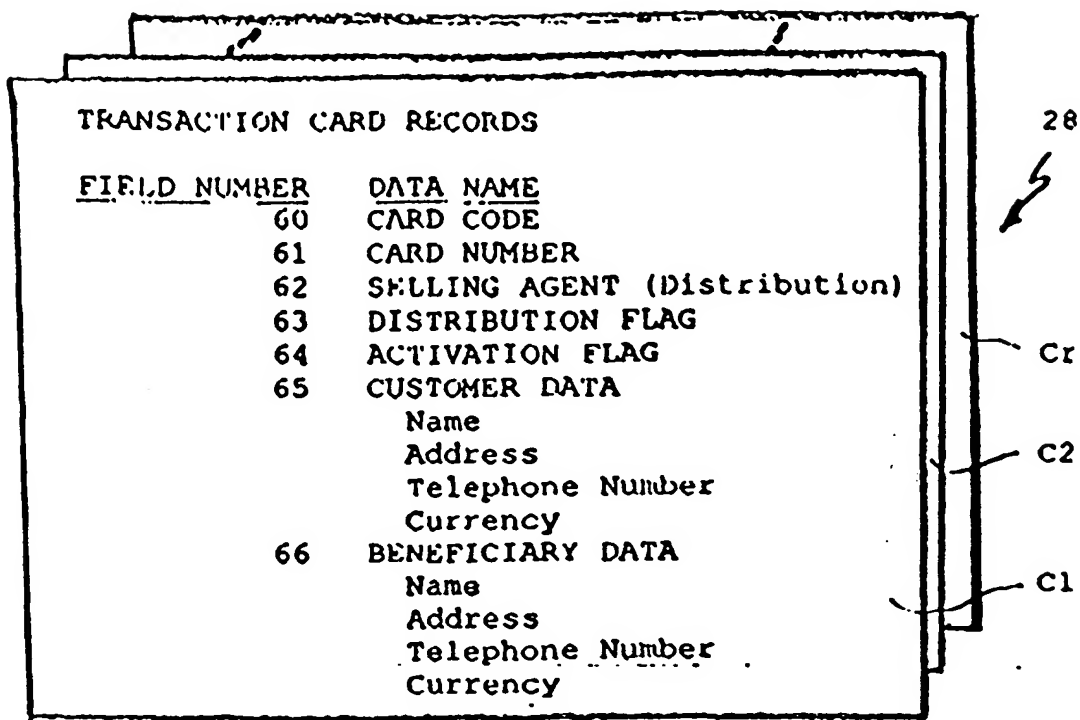 TRANSACTION CARD RECORDS
28
FIELD NUMBER DATA NAME
60 CARD CODE
61 CARD NUMBER
62 SELLING AGENT (Distribution)
63 DISTRIBUTION FLAG
64 ACTIVATION FLAG
Cr
65 CUSTOMER DATA
Name
Address
C2
Telephone Number
Currency
66 BENEFICIARY DATA
Name
C1
Address
Telephone Number
Currency